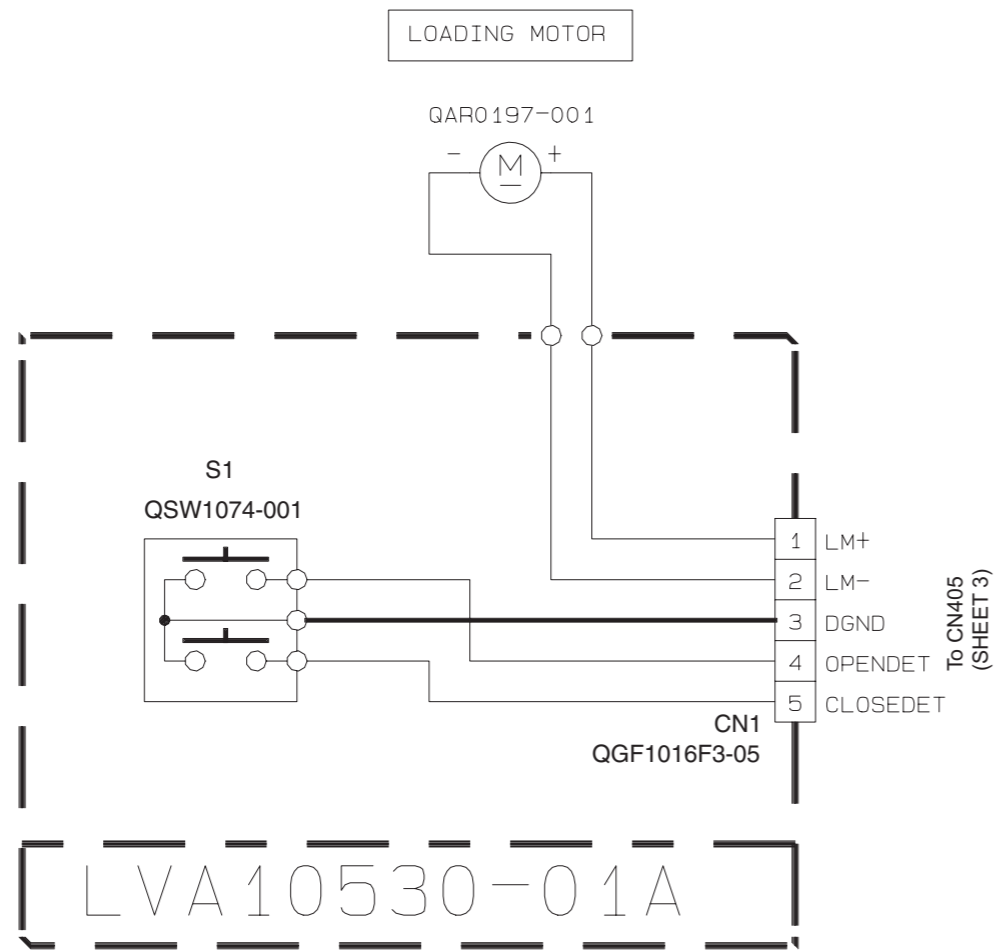 LOADING MOTOR
QAR0197-001
- M +
S1
QSW1074-001
1 LM+
2 LM-
3 DGND
4 OPENDET
5 CLOSEDET
To CN405
(SHEET 3)
CN1
QGF1016F3-05
LVA10530-01A